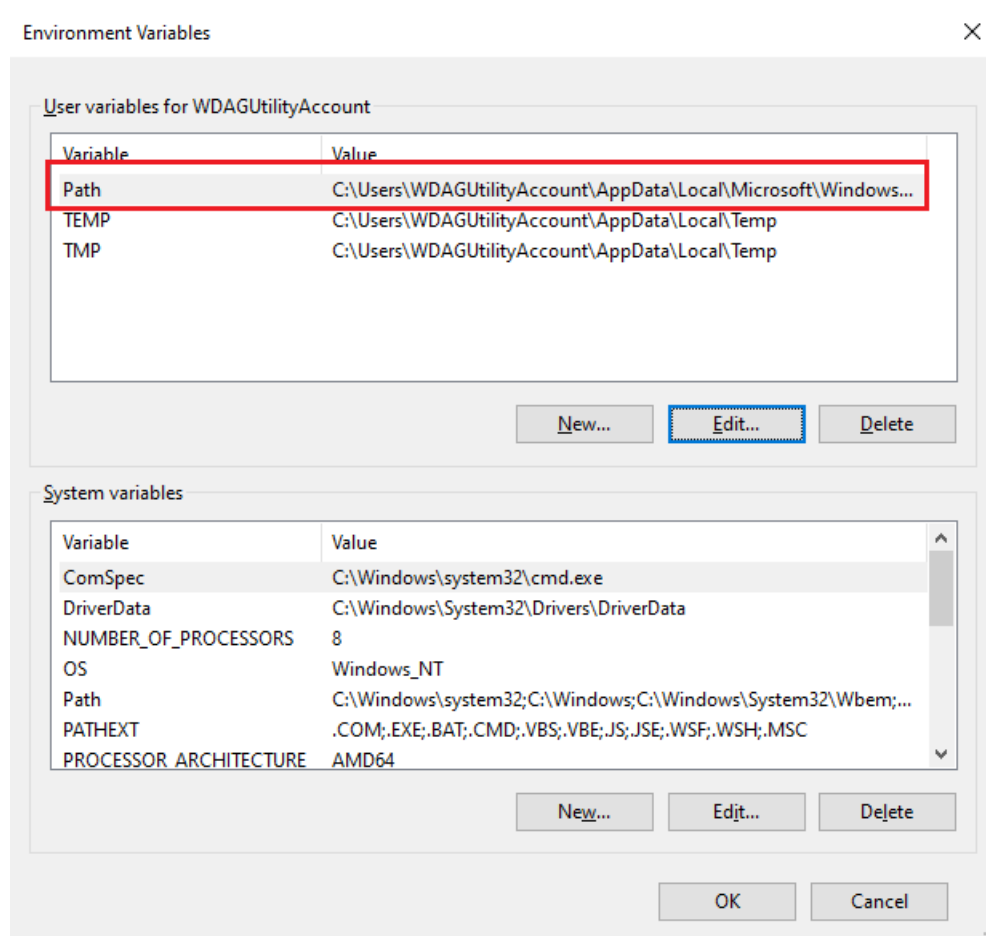 Environment Variables
User variables for WDAGUtilityAccount
Variable Value
Path C:\Users\WDAGUtilityAccount\AppData\Local\Microsoft\Windows...
TEMP C:\Users\WDAGUtilityAccount\AppData\Local\Temp
TMP C:\Users\WDAGUtilityAccount\AppData\Local\Temp
New... Edit... Delete
System variables
Variable Value
ComSpec C:\Windows\system32\cmd.exe
DriverData C:\Windows\System32\Drivers\DriverData
NUMBER_OF_PROCESSORS 8
OS Windows_NT
Path C:\Windows\system32;C:\Windows;C:\Windows\System32\Wbem;...
PATHEXT .COM;.EXE;.BAT;.CMD;.VBS;.VBE;.JS;.JSE;.WSF;.WSH;.MSC
PROCESSOR_ARCHITECTURE AMD64
New... Edit... Delete
OK Cancel